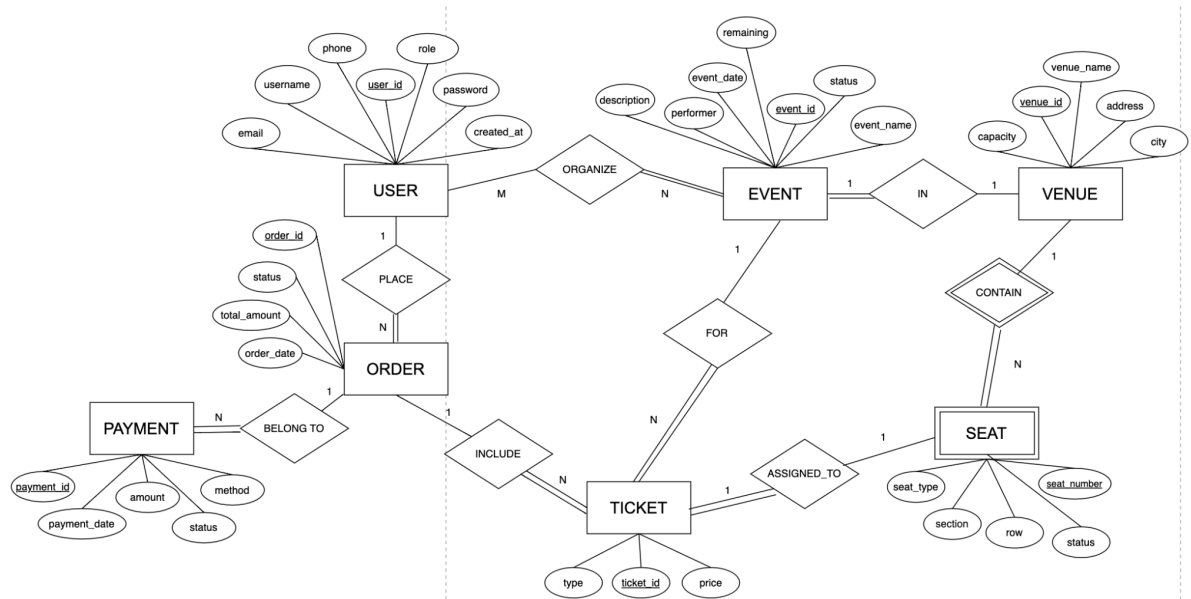 remaining
phone
role
venue_name
username
user_id
event_date
status
password
description
event_id
venue_id
address
performer
email
created_at
event_name
capacity
city
USER
ORGANIZE
EVENT
IN
VENUE
M
N
1
1
order_id
1
1
1
status
PLACE
CONTAIN
total_amount
N
FOR
order_date
ORDER
N
1
PAYMENT
N
BELONG TO
1
N
SEAT
INCLUDE
1
ASSIGNED_TO
payment_id
amount
method
N
1
seat_type
seat_number
payment_date
status
TICKET
section
row
status
type
ticket_id
price